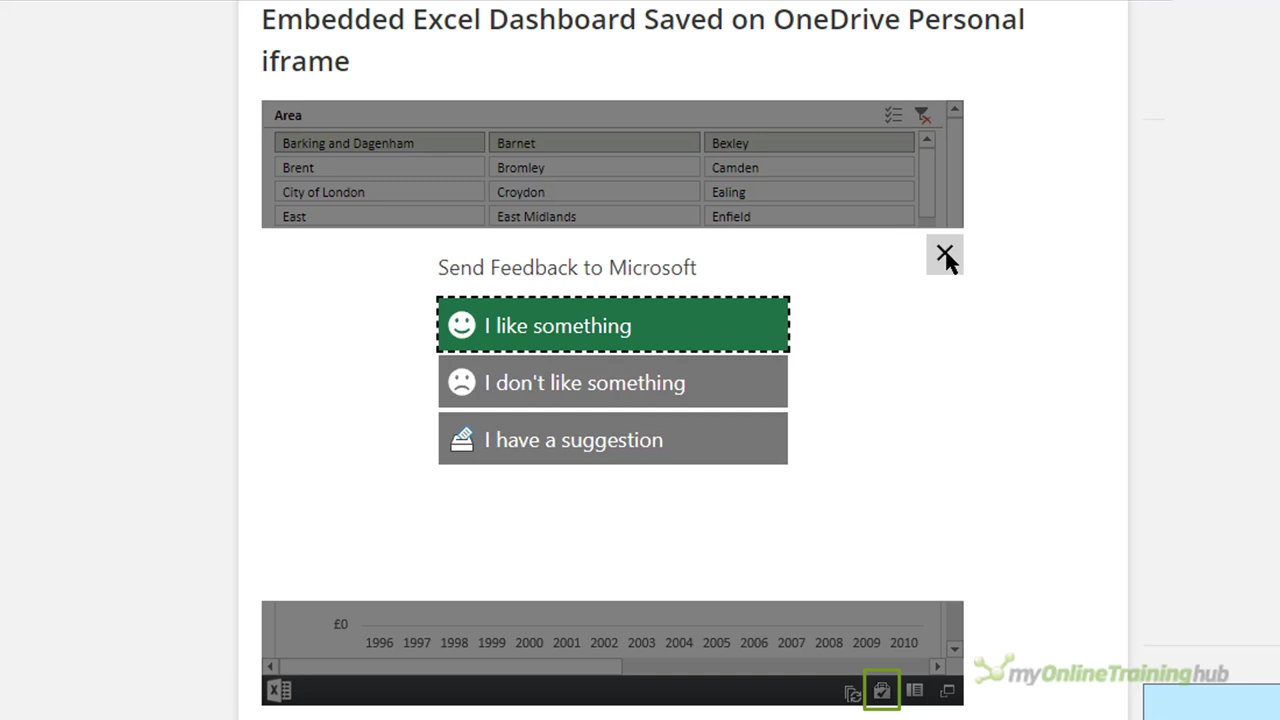 Embedded Excel Dashboard Saved on OneDrive Personal
iframe
Area
Barking and Dagenham Barnet Bexley
Brent Bromley Camden
City of London Croydon Ealing
East East Midlands Enfield
Send Feedback to Microsoft
I like something
I don't like something
I have a suggestion
£0
1996 1997 1998 1999 2000 2001 2002 2003 2004 2005 2006 2007 2008 2009 2010
myOnlineTraininghub